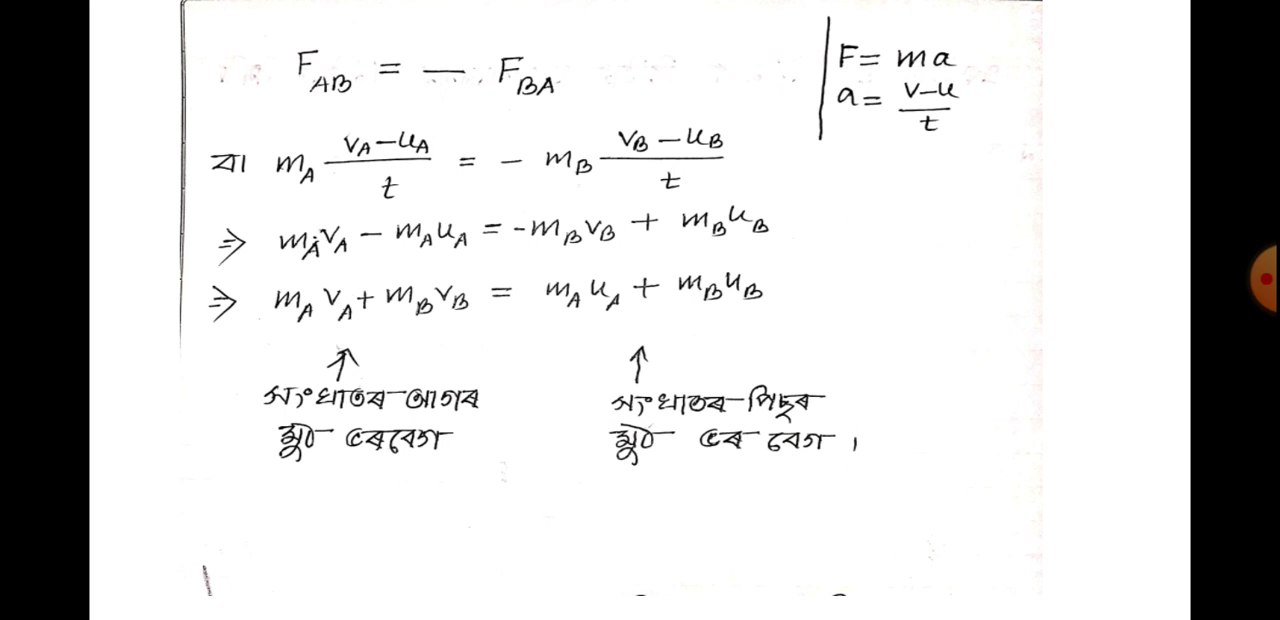 F_AB = - F_BA
F = ma
a = (v-u)/t
বা m_A (v_A - u_A)/t = - m_B (v_B - u_B)/t
⇒ m_A v_A - m_A u_A = - m_B v_B + m_B u_B
⇒ m_A v_A + m_B v_B = m_A u_A + m_B u_B
↑ ↑
সংঘাতৰ আগৰ সংঘাতৰ পিছৰ
মুঠ ভৰবেগ মুঠ ভৰ বেগ ।